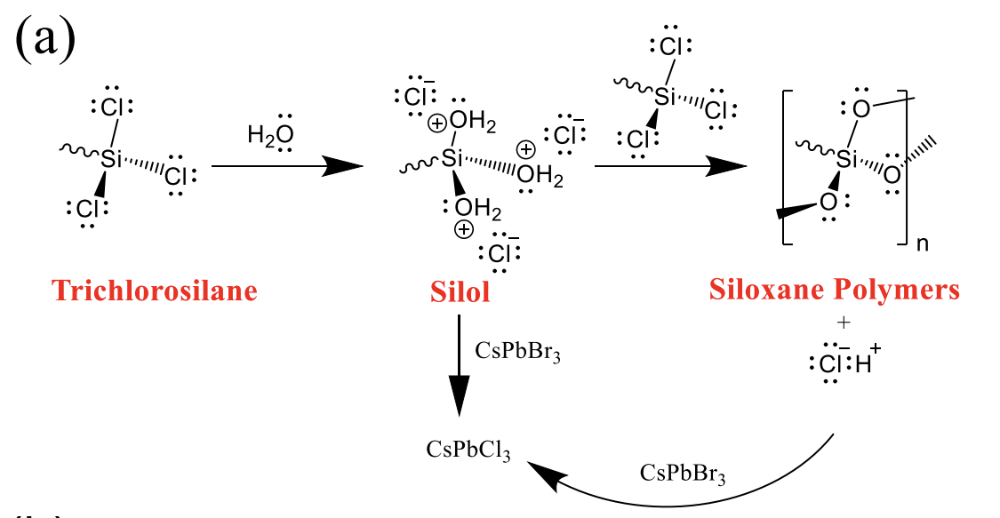 (a)
Cl
Si
Cl
Cl
H₂O
Cl⁻
⊕OH₂
Cl⁻
Si
⊕
OH₂
OH₂
⊕
Cl⁻
Cl
Si
Cl
Cl
O
Si
O
O
n
Trichlorosilane
Silol
Siloxane Polymers
+
Cl⁻H⁺
CsPbBr₃
CsPbCl₃
CsPbBr₃